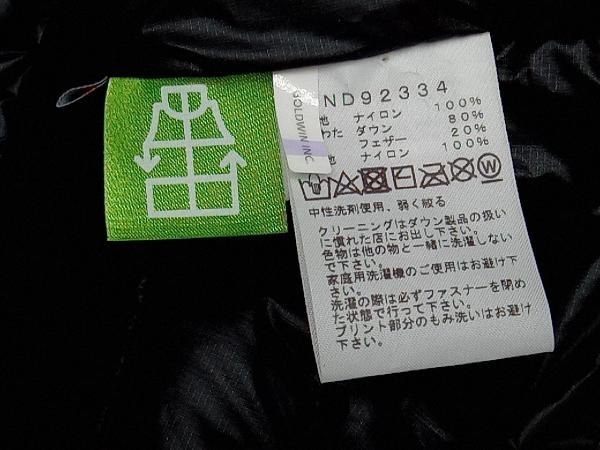 GOLDWIN INC.
ND92334
地 ナイロン 100%
わた ダウン 80%
フェザー 20%
地 ナイロン 100%
W
中性洗剤使用、弱く絞る
クリーニングはダウン製品の扱い
に慣れた店にお出し下さい。
色物は他の物と一緒に洗濯しない
で下さい。
家庭用洗濯機のご使用はお避け下
さい。
洗濯の際は必ずファスナーを閉め
た状態で行って下さい。
プリント部分のもみ洗いはお避け
下さい。